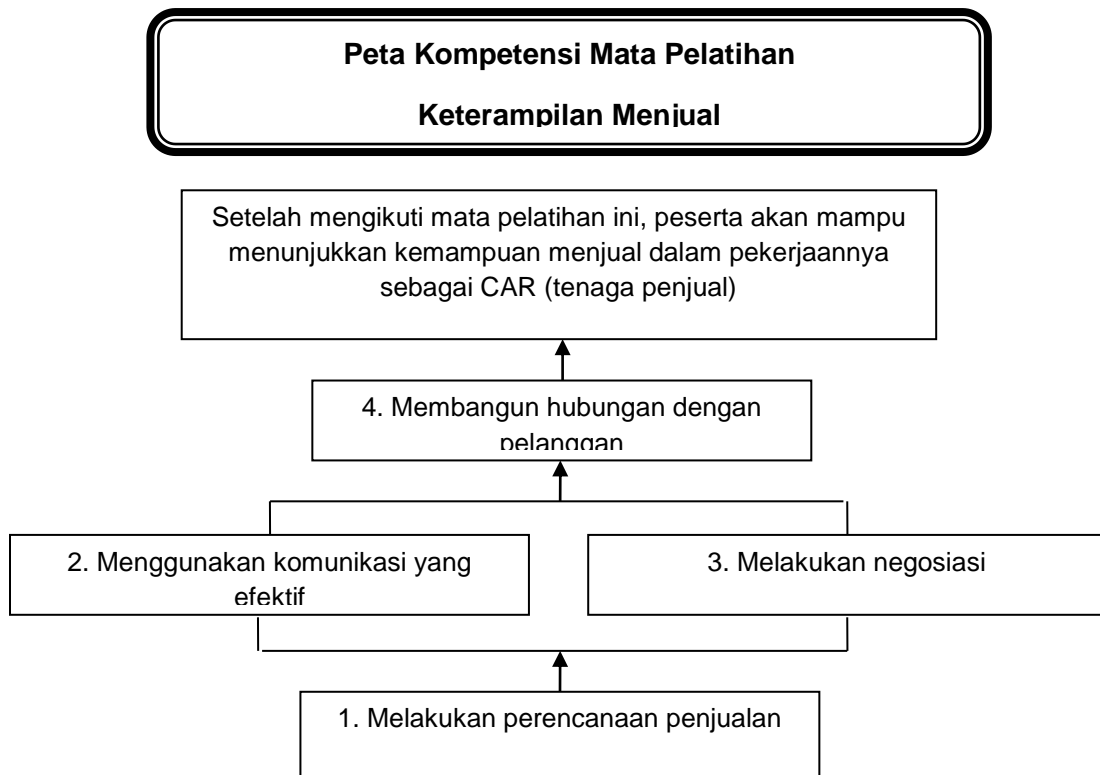 Peta Kompetensi Mata Pelatihan
Keterampilan Menjual
Setelah mengikuti mata pelatihan ini, peserta akan mampu
menunjukkan kemampuan menjual dalam pekerjaannya
sebagai CAR (tenaga penjual)
4. Membangun hubungan dengan
pelanggan
2. Menggunakan komunikasi yang
efektif
3. Melakukan negosiasi
1. Melakukan perencanaan penjualan